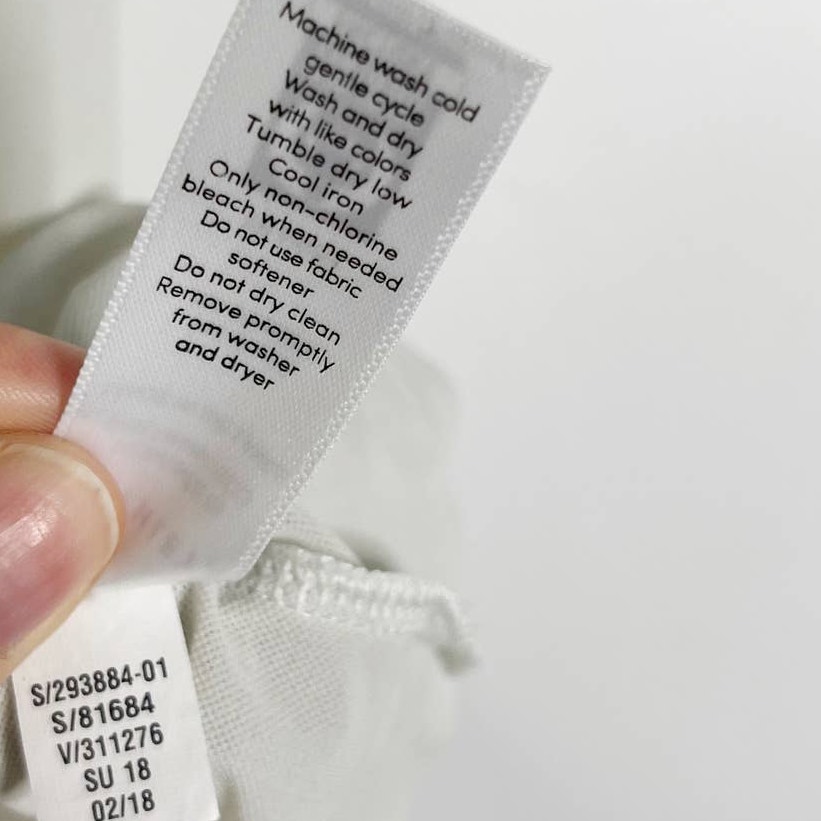 Machine wash cold
gentle cycle
Wash and dry
with like colors
Tumble dry low
Cool iron
Only non-chlorine
bleach when needed
Do not use fabric
softener
Do not dry clean
Remove promptly
from washer
and dryer
S/293884-01
S/81684
V/311276
SU 18
02/18